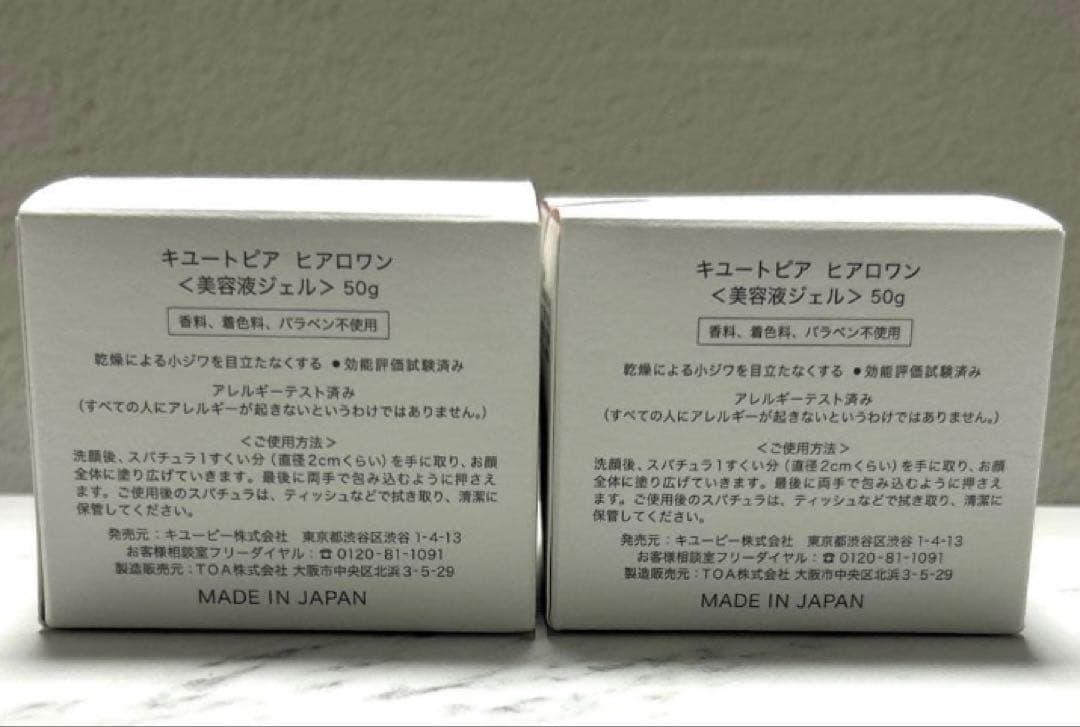 キユートピア ヒアロワン
＜美容液ジェル＞ 50g
香料、着色料、パラベン不使用
乾燥による小ジワを目立たなくする ●効能評価試験済み
アレルギーテスト済み
（すべての人にアレルギーが起きないというわけではありません。）
＜ご使用方法＞
洗顔後、スパチュラ1すくい分（直径2cmくらい）を手に取り、お顔
全体に塗り広げていきます。最後に両手で包み込むように押さえ
ます。ご使用後のスパチュラは、ティッシュなどで拭き取り、清潔に
保管してください。
発売元：キユーピー株式会社 東京都渋谷区渋谷 1-4-13
お客様相談室フリーダイヤル：☎0120-81-1091
製造販売元：TOA株式会社 大阪市中央区北浜3-5-29
MADE IN JAPAN
キユートピア ヒアロワン
＜美容液ジェル＞ 50g
香料、着色料、パラベン不使用
乾燥による小ジワを目立たなくする ●効能評価試験済み
アレルギーテスト済み
（すべての人にアレルギーが起きないというわけではありません。）
＜ご使用方法＞
洗顔後、スパチュラ1すくい分（直径2cmくらい）を手に取り、お顔
全体に塗り広げていきます。最後に両手で包み込むように押さえ
ます。ご使用後のスパチュラは、ティッシュなどで拭き取り、清潔に
保管してください。
発売元：キユーピー株式会社 東京都渋谷区渋谷 1-4-13
お客様相談室フリーダイヤル：☎0120-81-1091
製造販売元：TOA株式会社 大阪市中央区北浜3-5-29
MADE IN JAPAN